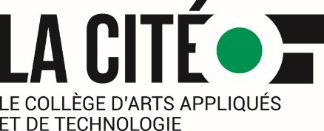 LA CITÉ
LE COLLÈGE D'ARTS APPLIQUÉS
ET DE TECHNOLOGIE